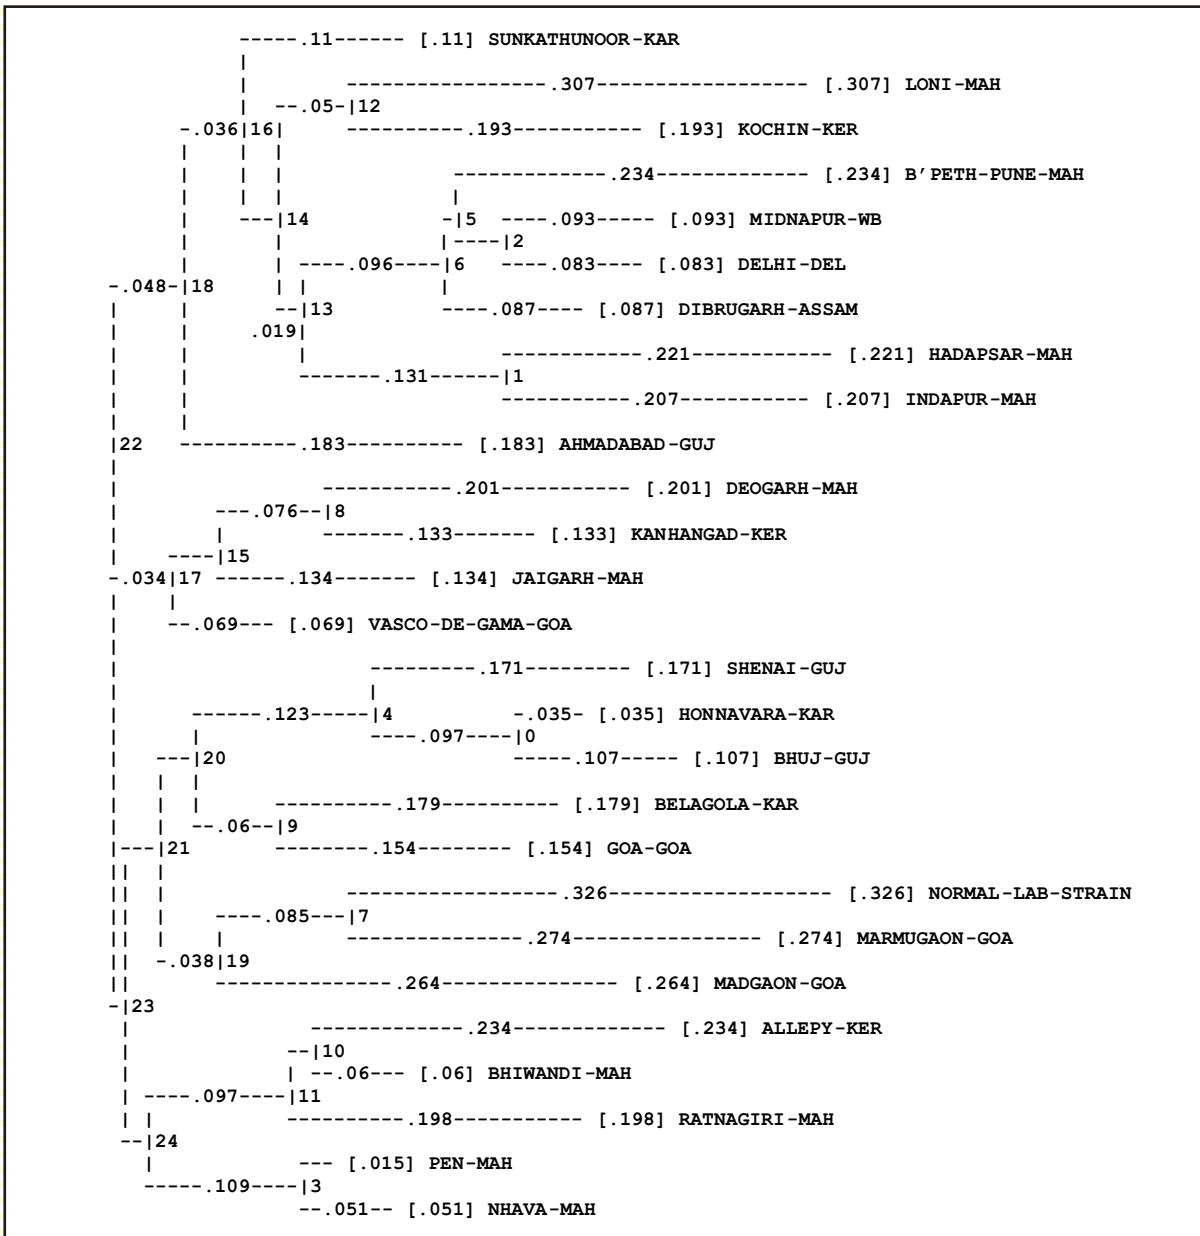 -----.11------ [.11] SUNKATHUNOOR-KAR
|
| -----------------.307------------------ [.307] LONI-MAH
| --.05-|12
-.036|16| ----------.193----------- [.193] KOCHIN-KER
| | |
| | | -------------.234------------- [.234] B'PETH-PUNE-MAH
| | | |
| ---|14 -|5 ----.093----- [.093] MIDNAPUR-WB
| | |----|2
| | ----.096----|6 ----.083---- [.083] DELHI-DEL
-.048-|18 | | |
| | --|13 ----.087---- [.087] DIBRUGARH-ASSAM
| | .019|
| | | ------------.221------------ [.221] HADAPSAR-MAH
| | -------.131------|1
| | ------------.207----------- [.207] INDAPUR-MAH
| |
|22 ----------.183---------- [.183] AHMADABAD-GUJ
|
| -----------.201----------- [.201] DEOGARH-MAH
| ---.076--|8
| | -------.133------- [.133] KANHANGAD-KER
| ----|15
-.034|17 ------.134------- [.134] JAIGARH-MAH
| |
| --.069--- [.069] VASCO-DE-GAMA-GOA
|
| ---------.171--------- [.171] SHENAI-GUJ
| |
| ------.123-----|4 -.035- [.035] HONNAVARA-KAR
| | ----.097----|0
| ---|20 -----.107----- [.107] BHUJ-GUJ
| | |
| | | ----------.179---------- [.179] BELAGOLA-KAR
| | --.06--|9
|---|21 --------.154-------- [.154] GOA-GOA
|| |
|| | ------------------.326------------------- [.326] NORMAL-LAB-STRAIN
|| | ----.085---|7
|| | | ---------------.274---------------- [.274] MARMUGAON-GOA
|| -.038|19
|| ---------------.264--------------- [.264] MADGAON-GOA
-|23
| -------------.234------------- [.234] ALLEPY-KER
| --|10
| | --.06--- [.06] BHIWANDI-MAH
| ----.097----|11
| | ----------.198----------- [.198] RATNAGIRI-MAH
--|24
| --- [.015] PEN-MAH
-----.109----|3
--.051-- [.051] NHAVA-MAH